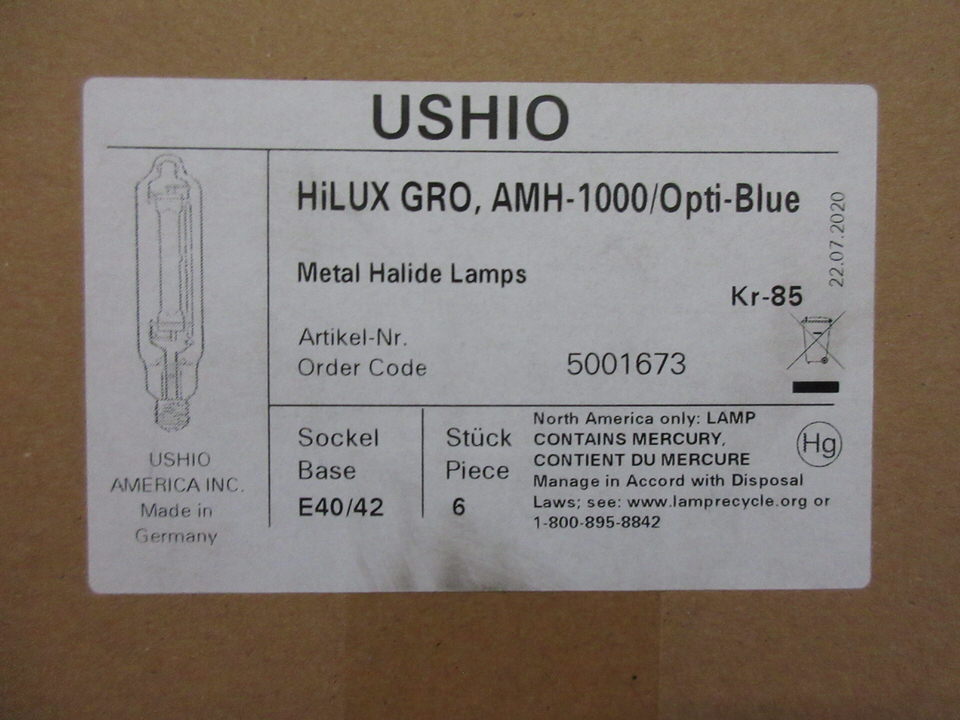 USHIO
HiLUX GRO, AMH-1000/Opti-Blue
22.07.2020
Metal Halide Lamps
Kr-85
Artikel-Nr.
Order Code
5001673
USHIO
AMERICA INC.
Made in
Germany
Sockel
Base
E40/42
Stück
Piece
6
North America only: LAMP
CONTAINS MERCURY,
CONTIENT DU MERCURE
Manage in Accord with Disposal
Laws; see: www.lamprecycle.org or
1-800-895-8842
Hg